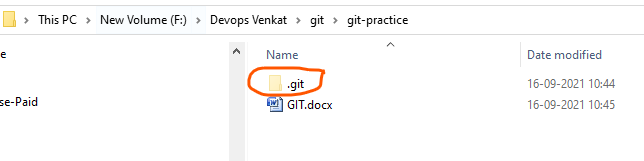 This PC > New Volume (F:) > Devops Venkat > git > git-practice
Name Date modified
.git 16-09-2021 10:44
se-Paid
GIT.docx 16-09-2021 10:45